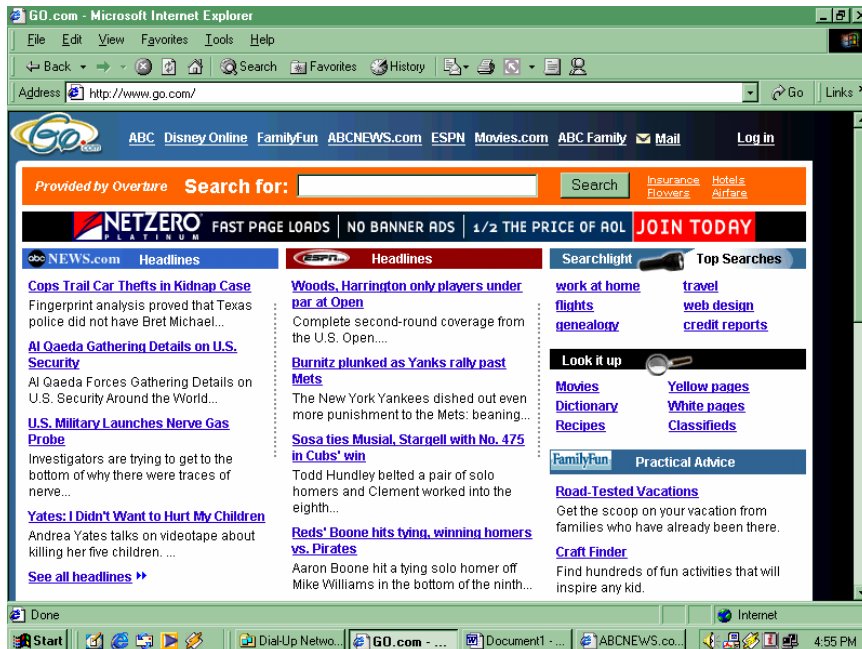 GO.com - Microsoft Internet Explorer
File Edit View Favorites Tools Help
Back Search Favorites History
Address http://www.go.com/ Go Links
Go.com
ABC Disney Online FamilyFun ABCNEWS.com ESPN Movies.com ABC Family Mail Log in
Provided by Overture Search for: Search
Insurance Hotels
Flowers Airfare
NETZERO PLATINUM FAST PAGE LOADS | NO BANNER ADS | 1/2 THE PRICE OF AOL JOIN TODAY
abc NEWS.com Headlines
Cops Trail Car Thefts in Kidnap Case
Fingerprint analysis proved that Texas
police did not have Bret Michael...
Al Qaeda Gathering Details on U.S.
Security
Al Qaeda Forces Gathering Details on
U.S. Security Around the World...
U.S. Military Launches Nerve Gas
Probe
Investigators are trying to get to the
bottom of why there were traces of
nerve...
Yates: I Didn't Want to Hurt My Children
Andrea Yates talks on videotape about
killing her five children. ...
See all headlines
ESPN Headlines
Woods, Harrington only players under
par at Open
Complete second-round coverage from
the U.S. Open....
Burnitz plunked as Yanks rally past
Mets
The New York Yankees dished out even
more punishment to the Mets: beaning...
Sosa ties Musial, Stargell with No. 475
in Cubs' win
Todd Hundley belted a pair of solo
homers and Clement worked into the
eighth...
Reds' Boone hits tying, winning homers
vs. Pirates
Aaron Boone hit a tying solo homer off
Mike Williams in the bottom of the ninth...
Searchlight Top Searches
work at home travel
flights web design
genealogy credit reports
Look it up
Movies Yellow pages
Dictionary White pages
Recipes Classifieds
FamilyFun Practical Advice
Road-Tested Vacations
Get the scoop on your vacation from
families who have already been there.
Craft Finder
Find hundreds of fun activities that will
inspire any kid.
Done Internet
Start Dial-Up Netwo... GO.com - ... Document1 - ... ABCNEWS.co... 4:55 PM